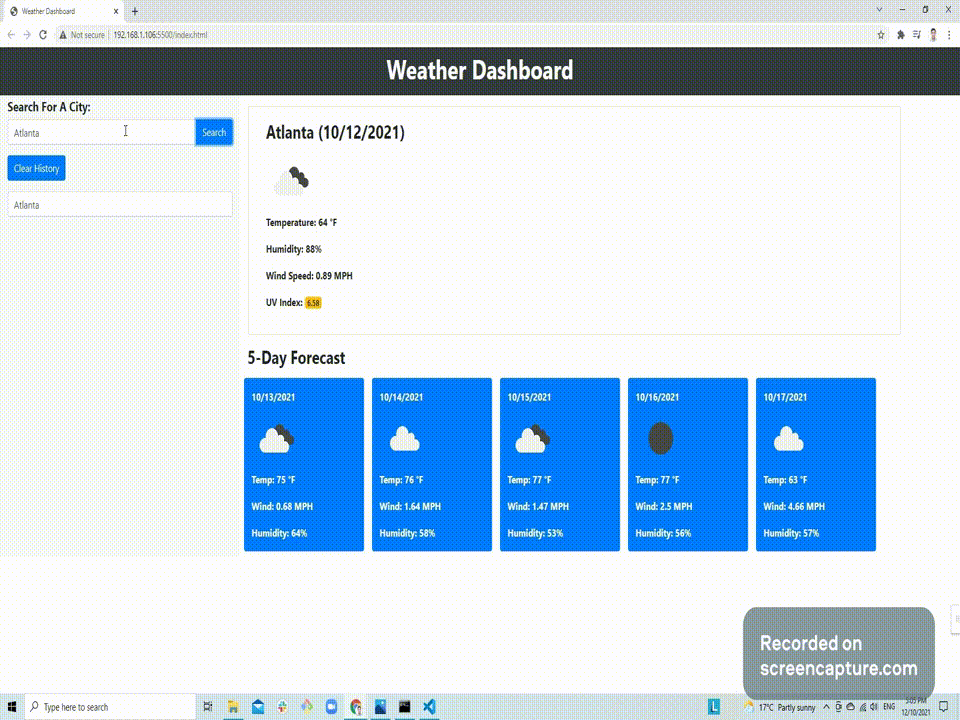 Weather Dashboard
Not secure | 192.168.1.106:5500/index.html
Weather Dashboard
Search For A City:
Atlanta
Search
Clear History
Atlanta
Atlanta (10/12/2021)
Temperature: 64 °F
Humidity: 88%
Wind Speed: 0.89 MPH
UV Index: 6.58
5-Day Forecast
10/13/2021
Temp: 75 °F
Wind: 0.68 MPH
Humidity: 64%
10/14/2021
Temp: 76 °F
Wind: 1.64 MPH
Humidity: 58%
10/15/2021
Temp: 77 °F
Wind: 1.47 MPH
Humidity: 53%
10/16/2021
Temp: 77 °F
Wind: 2.5 MPH
Humidity: 56%
10/17/2021
Temp: 63 °F
Wind: 4.66 MPH
Humidity: 57%
Recorded on
screencapture.com
Type here to search
L
17°C Partly sunny
ENG
5:05 PM
12/10/2021